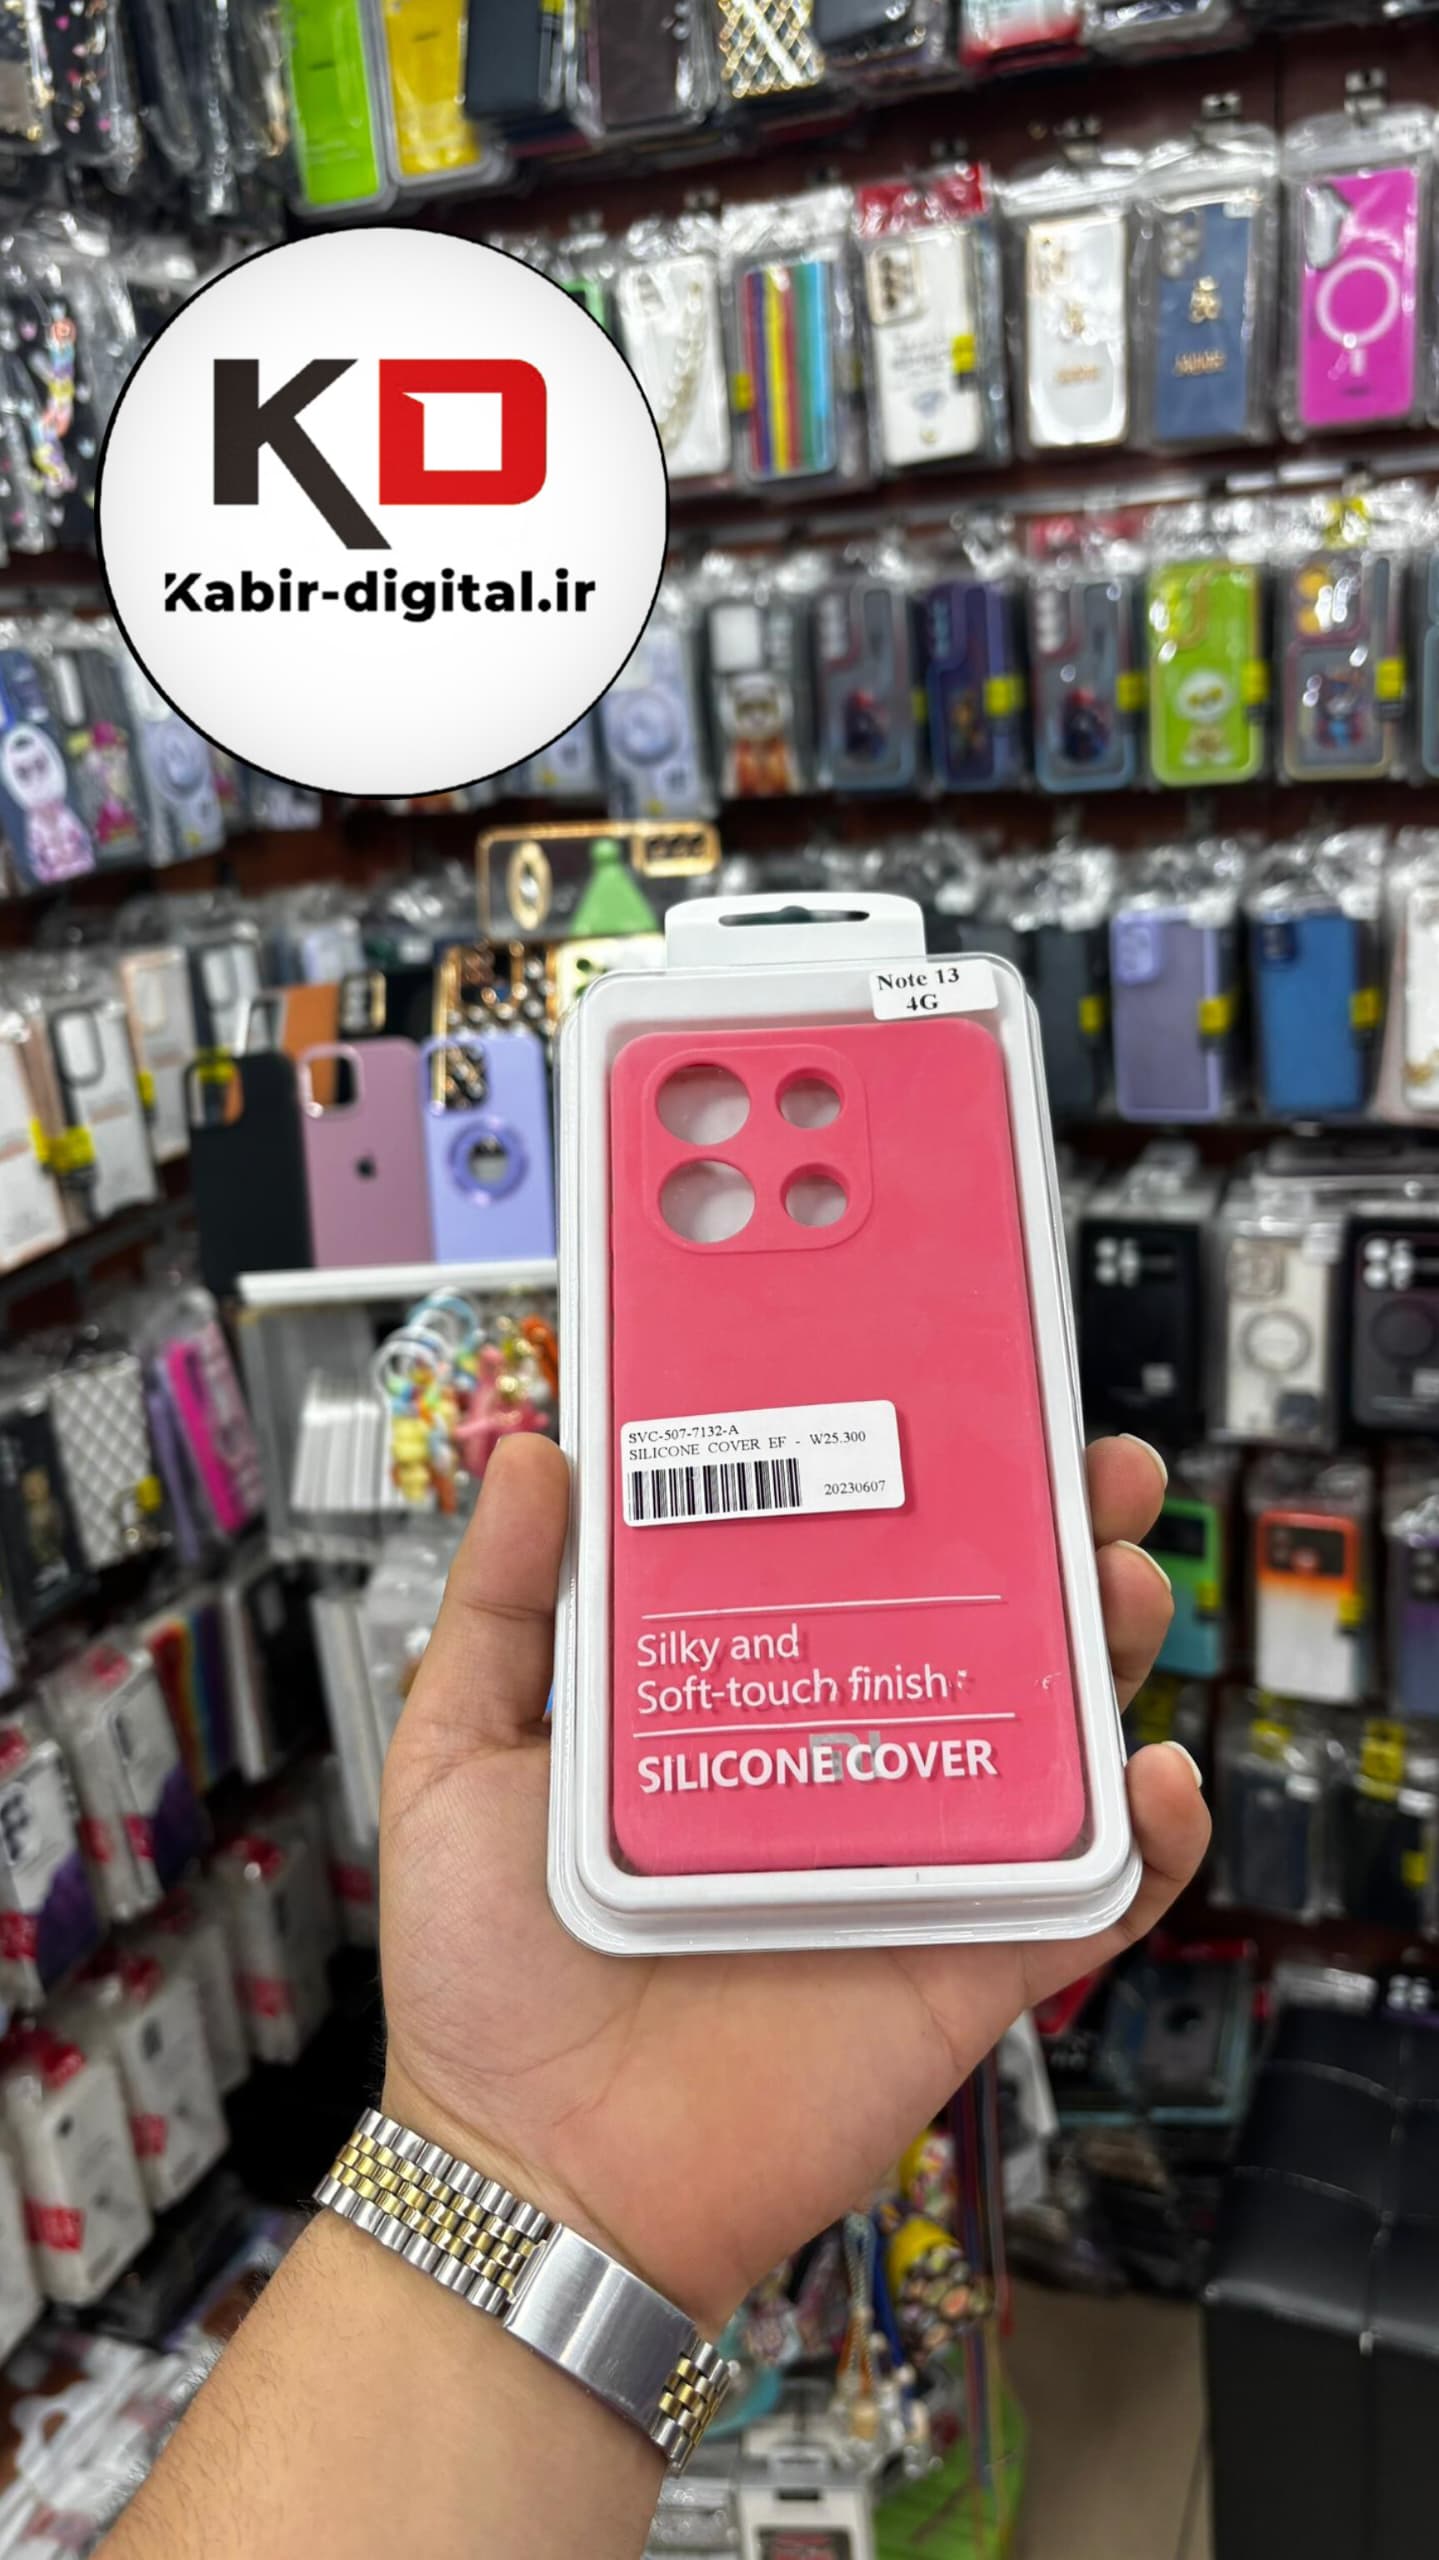 KD
Kabir-digital.ir
Note 13
4G
SVC-507-7132-A
SILICONE COVER EF - W25.300
20230607
Silky and
Soft-touch finish
SILICONE COVER